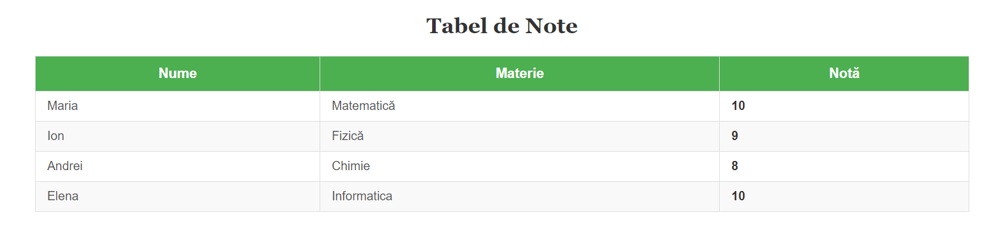 Tabel de Note
Nume Materie Notă
Maria Matematică 10
Ion Fizică 9
Andrei Chimie 8
Elena Informatica 10